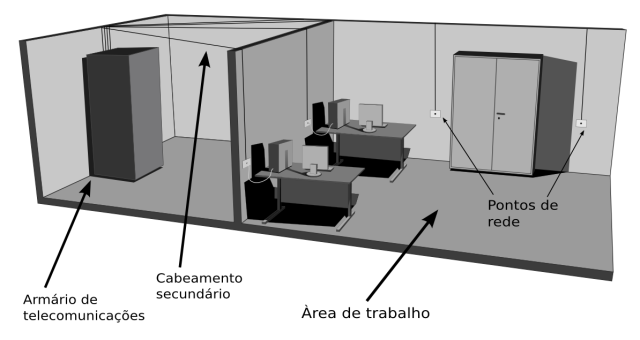 Pontos de
rede
Cabeamento
secundário
Armário de
telecomunicações
Àrea de trabalho